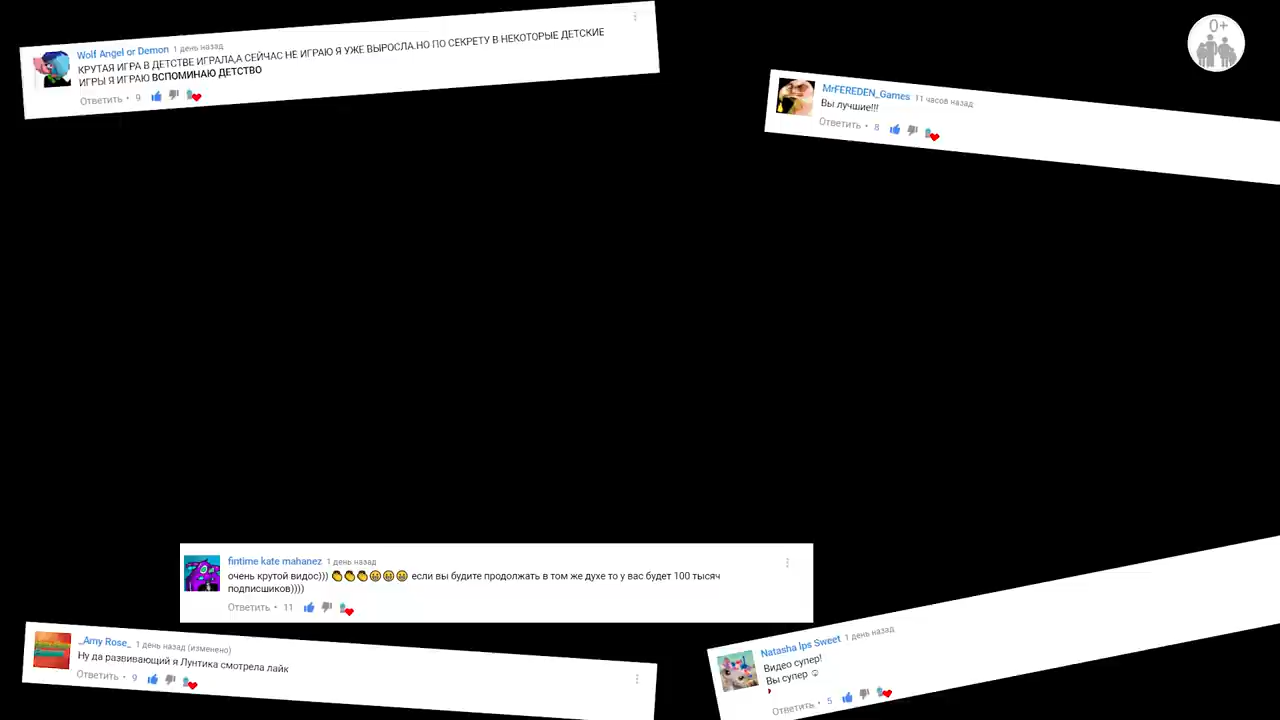 Wolf Angel or Demon 1 день назад
КРУТАЯ ИГРА В ДЕТСТВЕ ИГРАЛА,А СЕЙЧАС НЕ ИГРАЮ Я УЖЕ ВЫРОСЛА.НО ПО СЕКРЕТУ В НЕКОТОРЫЕ ДЕТСКИЕ
ИГРЫ Я ИГРАЮ ВСПОМИНАЮ ДЕТСТВО
Ответить • 9
0+
MrFEREDEN_Games 11 часов назад
Вы лучшие!!!
Ответить • 8
fintime kate mahanez 1 день назад
очень крутой видос))) 👏👏👏😄😄😄 если вы будите продолжать в том же духе то у вас будет 100 тысяч
подписшиков))))
Ответить • 11
_Amy Rose_ 1 день назад (изменено)
Ну да развивающий я Лунтика смотрела лайк
Ответить • 9
Natasha lps Sweet 1 день назад
Видео супер!
Вы супер
Ответить • 5